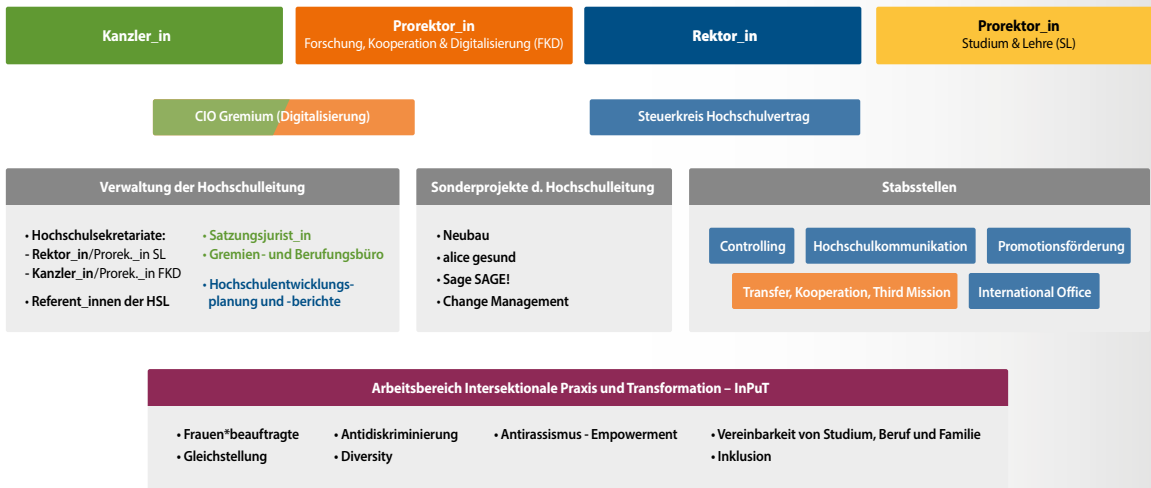 Kanzler_in
Prorektor_in
Forschung, Kooperation & Digitalisierung (FKD)
Rektor_in
Prorektor_in
Studium & Lehre (SL)
CIO Gremium (Digitalisierung)
Steuerkreis Hochschulvertrag
Verwaltung der Hochschulleitung
• Hochschulsekretariate:
- Rektor_in/Prorek._in SL
- Kanzler_in/Prorek._in FKD
• Referent_innen der HSL
• Satzungsjurist_in
• Gremien- und Berufungsbüro
• Hochschulentwicklungs-
planung und -berichte
Sonderprojekte d. Hochschulleitung
• Neubau
• alice gesund
• Sage SAGE!
• Change Management
Stabsstellen
Controlling
Hochschulkommunikation
Promotionsförderung
Transfer, Kooperation, Third Mission
International Office
Arbeitsbereich Intersektionale Praxis und Transformation – InPuT
• Frauen*beauftragte
• Gleichstellung
• Antidiskriminierung
• Diversity
• Antirassismus - Empowerment
• Vereinbarkeit von Studium, Beruf und Familie
• Inklusion